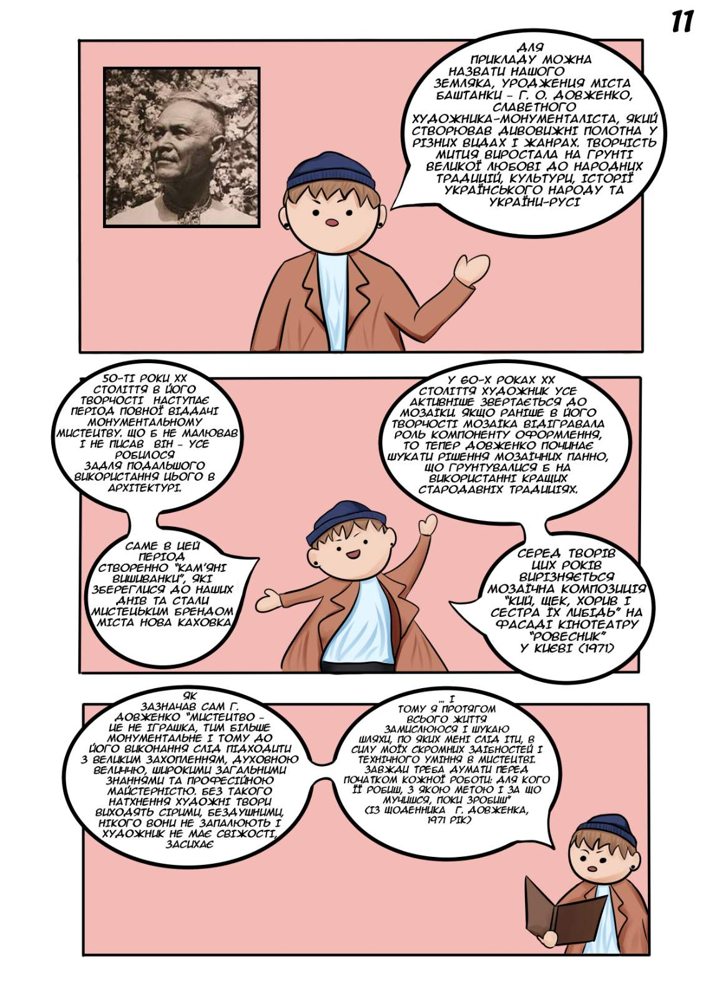 11
ДЛЯ
ПРИКЛАДУ МОЖНА
НАЗВАТИ НАШОГО
ЗЕМЛЯКА, УРОДЖЕНЦЯ МІСТА
БАШТАНКИ - Г. О. ДОВЖЕНКО,
СЛАВЕТНОГО
ХУДОЖНИКА-МОНУМЕНТАЛІСТА, ЯКИЙ
СТВОРЮВАВ ДИВОВИЖНІ ПОЛОТНА У
РІЗНИХ ВИДАХ І ЖАНРАХ. ТВОРЧІСТЬ
МИТЦЯ ВИРОСТАЛА НА ГРУНТІ
ВЕЛИКОЇ ЛЮБОВІ ДО НАРОДНИХ
ТРАДИЦІЙ, КУЛЬТУРИ, ІСТОРІЇ
УКРАЇНСЬКОГО НАРОДУ ТА
УКРАЇНИ-РУСІ
50-ТІ РОКИ ХХ
СТОЛІТТЯ В ЙОГО
ТВОРЧОСТІ НАСТУПАЄ
ПЕРІОД ПОВНОЇ ВІДДАЧІ
МОНУМЕНТАЛЬНОМУ
МИСТЕЦТВУ. ЩО Б НЕ МАЛЮВАВ
І НЕ ПИСАВ ВІН - УСЕ
РОБИЛОСЯ
ЗАДЛЯ ПОДАЛЬШОГО
ВИКОРИСТАННЯ ЦЬОГО В
АРХІТЕКТУРІ.
САМЕ В ЦЕЙ
ПЕРІОД
СТВОРЕННО "КАМ'ЯНІ
ВИШИВАНКИ", ЯКІ
ЗБЕРЕГЛИСЯ ДО НАШИХ
ДНІВ ТА СТАЛИ
МИСТЕЦЬКИМ БРЕНДОМ
МІСТА НОВА КАХОВКА
У 60-Х РОКАХ ХХ
СТОЛІТТЯ ХУДОЖНИК УСЕ
АКТИВНІШЕ ЗВЕРТАЄТЬСЯ ДО
МОЗАЇКИ. ЯКЩО РАНІШЕ В ЙОГО
ТВОРЧОСТІ МОЗАЇКА ВІДІГРАВАЛА
РОЛЬ КОМПОНЕНТУ ОФОРМЛЕННЯ,
ТО ТЕПЕР ДОВЖЕНКО ПОЧИНАЄ
ШУКАТИ РІШЕННЯ МОЗАЇЧНИХ ПАННО,
ЩО ГРУНТУВАЛИСЯ Б НА
ВИКОРИСТАННІ КРАЩИХ
СТАРОДАВНІХ ТРАДИЦІЯХ.
СЕРЕД ТВОРІВ
ЦИХ РОКІВ
ВИРІЗНЯЄТЬСЯ
МОЗАЇЧНА КОМПОЗИЦІЯ
"КИЙ, ЩЕК, ХОРИВ І
СЕСТРА ЇХ ЛИБІДЬ" НА
ФАСАДІ КІНОТЕАТРУ
"РОВЕСНИК"
У КИЄВІ (1971)
ЯК
ЗАЗНАЧАВ САМ Г.
ДОВЖЕНКО "МИСТЕЦТВО -
ЦЕ НЕ ІГРАШКА, ТИМ БІЛЬШЕ
МОНУМЕНТАЛЬНЕ І ТОМУ ДО
ЙОГО ВИКОНАННЯ СЛІД ПІДХОДИТИ
З ВЕЛИКИМ ЗАХОПЛЕННЯМ, ДУХОВНОЮ
ВЕЛИЧЧЮ, ШИРОКИМИ ЗАГАЛЬНИМИ
ЗНАННЯМИ ТА ПРОФЕСІЙНОЮ
МАЙСТЕРНІСТЮ. БЕЗ ТАКОГО
НАТХНЕННЯ ХУДОЖНІ ТВОРИ
ВИХОДЯТЬ СІРИМИ, БЕЗДУШНИМИ,
НІКОГО ВОНИ НЕ ЗАПАЛЮЮТЬ І
ХУДОЖНИК НЕ МАЄ СВІЖОСТІ,
ЗАСИХАЄ
... І
ТОМУ Я ПРОТЯГОМ
ВСЬОГО ЖИТТЯ
ЗАМИСЛЮЮСЯ І ШУКАЮ
ШЛЯХИ, ПО ЯКИХ МЕНІ СЛІД ІТИ, В
СИЛУ МОЇХ СКРОМНИХ ЗДІБНОСТЕЙ І
ТЕХНІЧНОГО УМІННЯ В МИСТЕЦТВІ.
ЗАВЖДИ ТРЕБА ДУМАТИ ПЕРЕД
ПОЧАТКОМ КОЖНОЇ РОБОТИ: ДЛЯ КОГО
ЇЇ РОБИШ, З ЯКОЮ МЕТОЮ І ЗА ЩО
МУЧИШСЯ, ПОКИ ЗРОБИШ"
(ІЗ ЩОДЕННИКА Г. ДОВЖЕНКА,
1971 РІК)